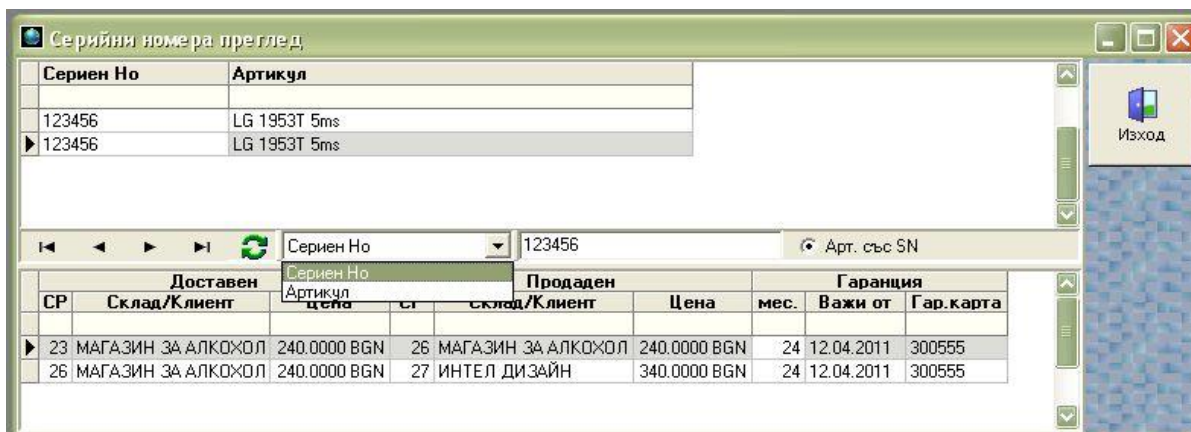 Серийни номера преглед
Сериен Но Артикул
123456 LG 1953T 5ms
123456 LG 1953T 5ms
Изход
Сериен Но 123456 Арт. със SN
Сериен Но
Артикул
Доставен Продаден Гаранция
СР Склад/Клиент Цена СР Склад/Клиент Цена мес. Важи от Гар.карта
23 МАГАЗИН ЗА АЛКОХОЛ 240.0000 BGN 26 МАГАЗИН ЗА АЛКОХОЛ 240.0000 BGN 24 12.04.2011 300555
26 МАГАЗИН ЗА АЛКОХОЛ 240.0000 BGN 27 ИНТЕЛ ДИЗАЙН 340.0000 BGN 24 12.04.2011 300555